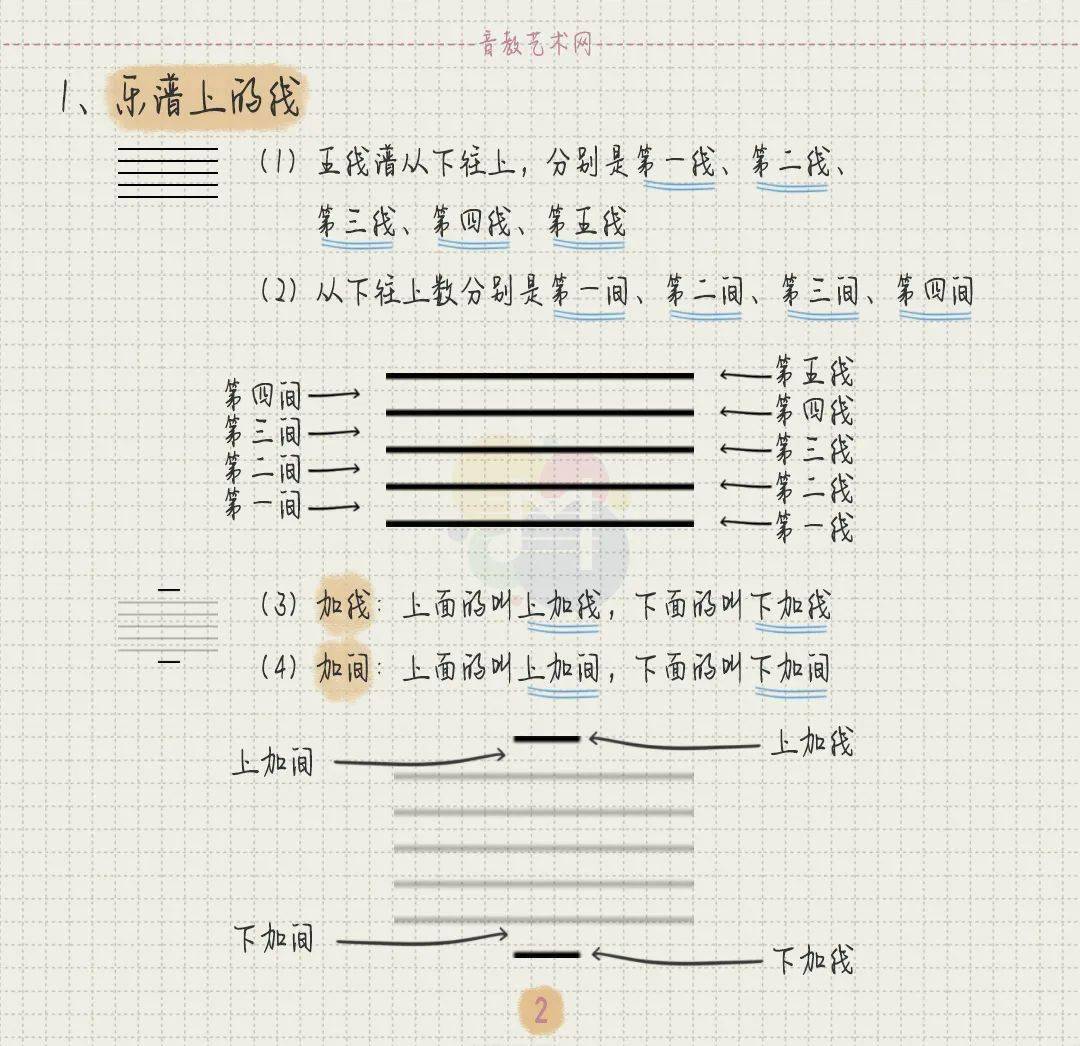 音教艺术网
1、乐谱上的线
(1) 五线谱从下往上，分别是第一线、第二线、
第三线、第四线、第五线
(2) 从下往上数分别是第一间、第二间、第三间、第四间
第五线
第四间
第四线
第三间
第三线
第二间
第二线
第一间
第一线
(3) 加线：上面的叫上加线，下面的叫下加线
(4) 加间：上面的叫上加间，下面的叫下加间
上加线
上加间
下加间
下加线
2